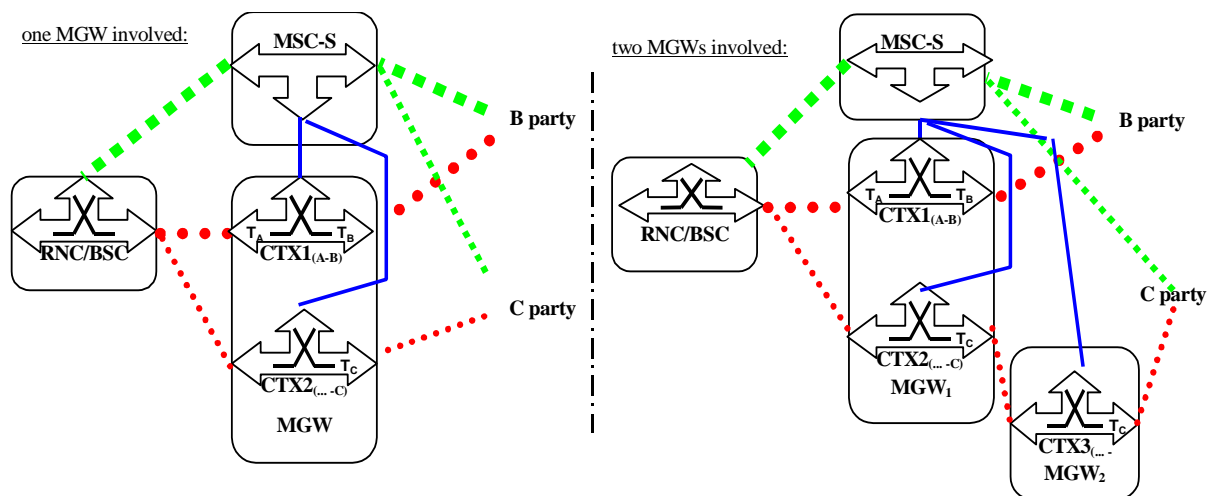 one MGW involved:
MSC-S
B party
RNC/BSC
TA TB
CTX1(A-B)
C party
TC
CTX2(... -C)
MGW
two MGWs involved:
MSC-S
B party
RNC/BSC
TA TB
CTX1(A-B)
C party
TC
CTX2(... -C)
MGW1
TC
CTX3(... -
MGW2